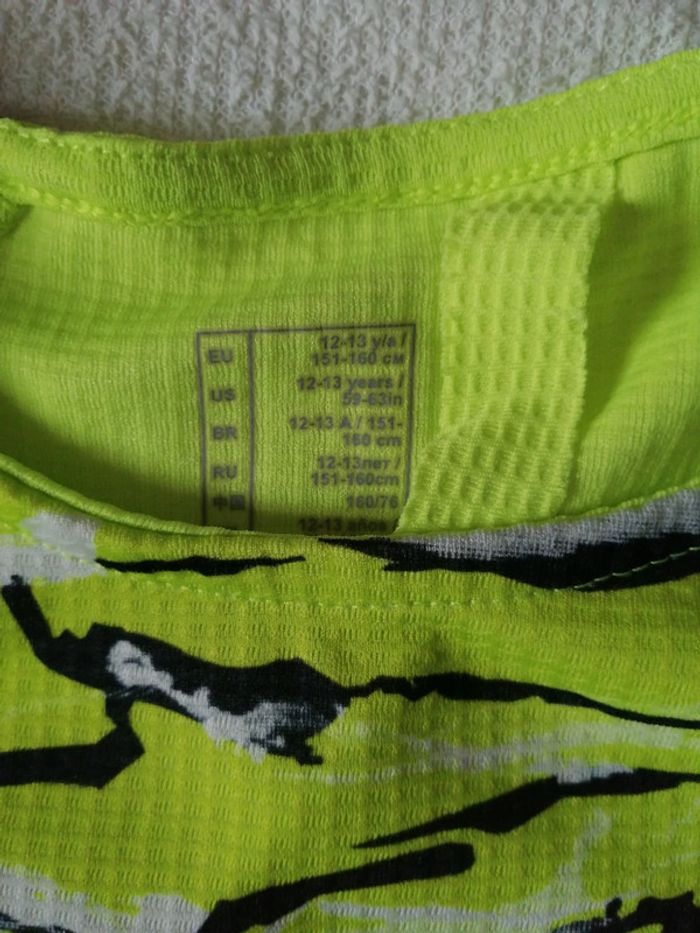 EU 12-13 y/a /
151-160 см
US 12-13 years /
59-63in
BR 12-13 A / 151-
160 cm
RU 12-13лет /
151-160cm
中国 160/76
12-13 años